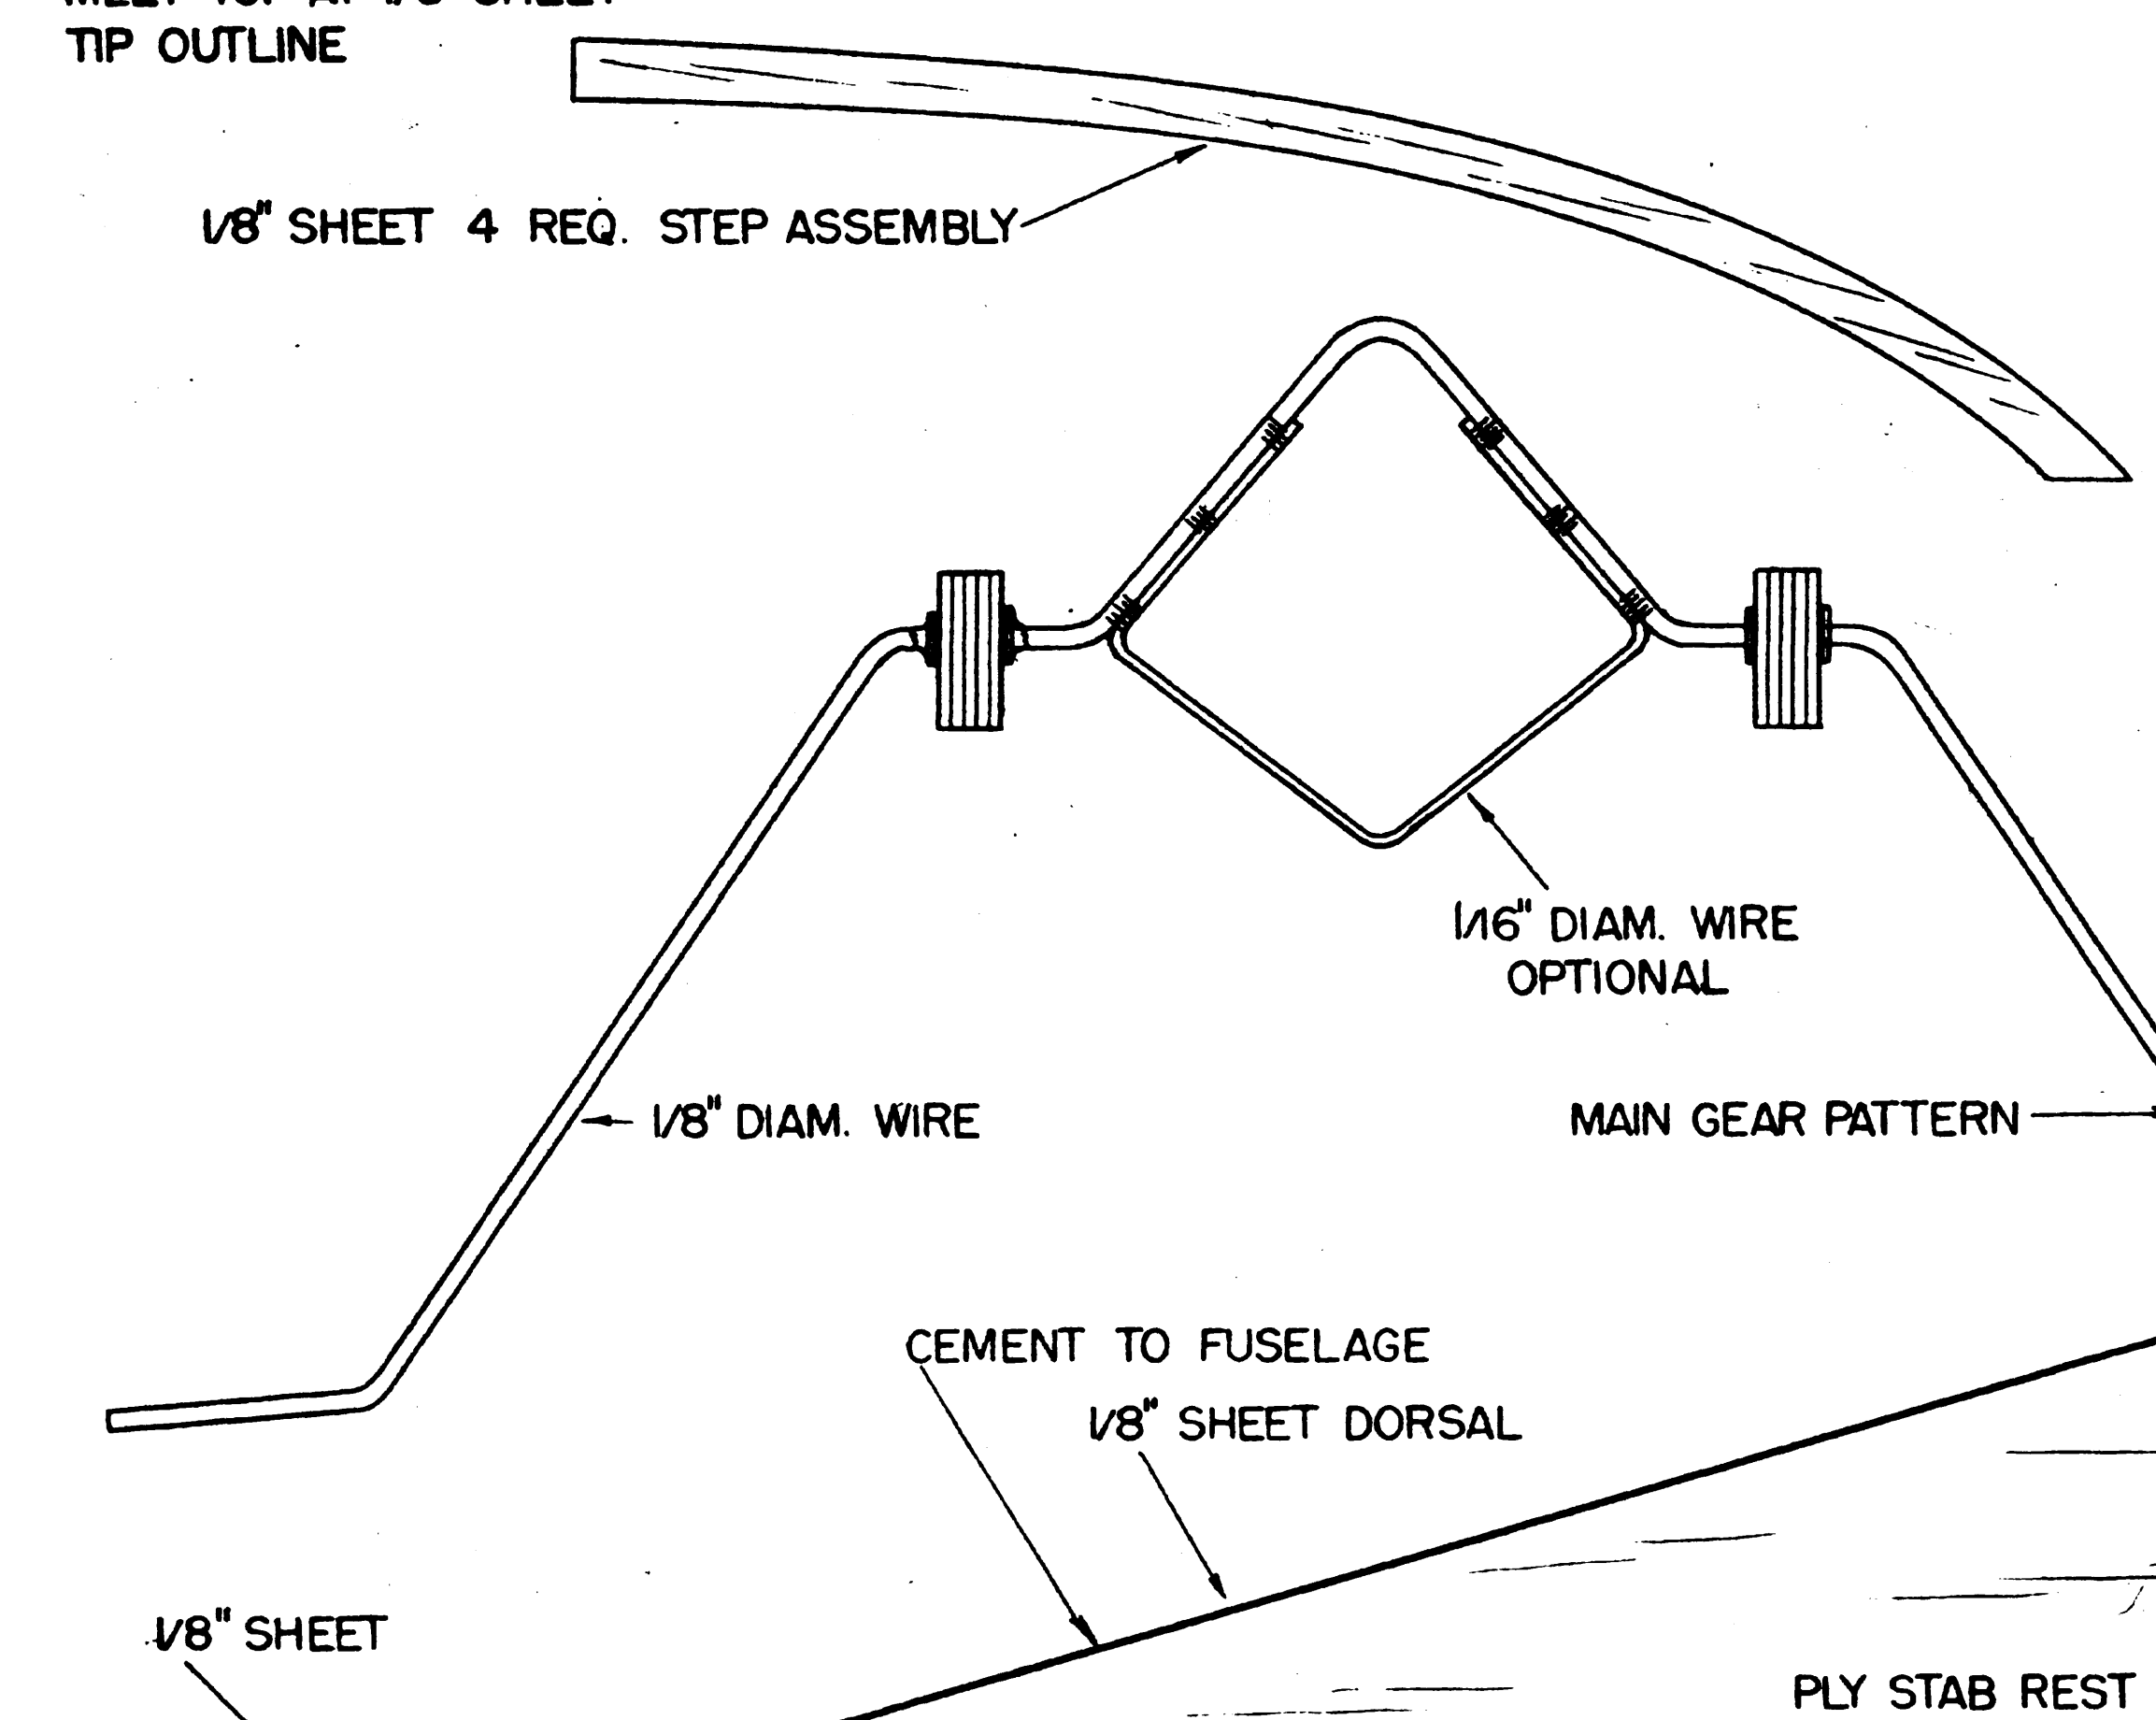 TIP OUTLINE
1/8" SHEET 4 REQ. STEP ASSEMBLY
1/16" DIAM. WIRE
OPTIONAL
1/8" DIAM. WIRE
MAIN GEAR PATTERN
CEMENT TO FUSELAGE
1/8" SHEET DORSAL
1/8" SHEET
PLY STAB REST